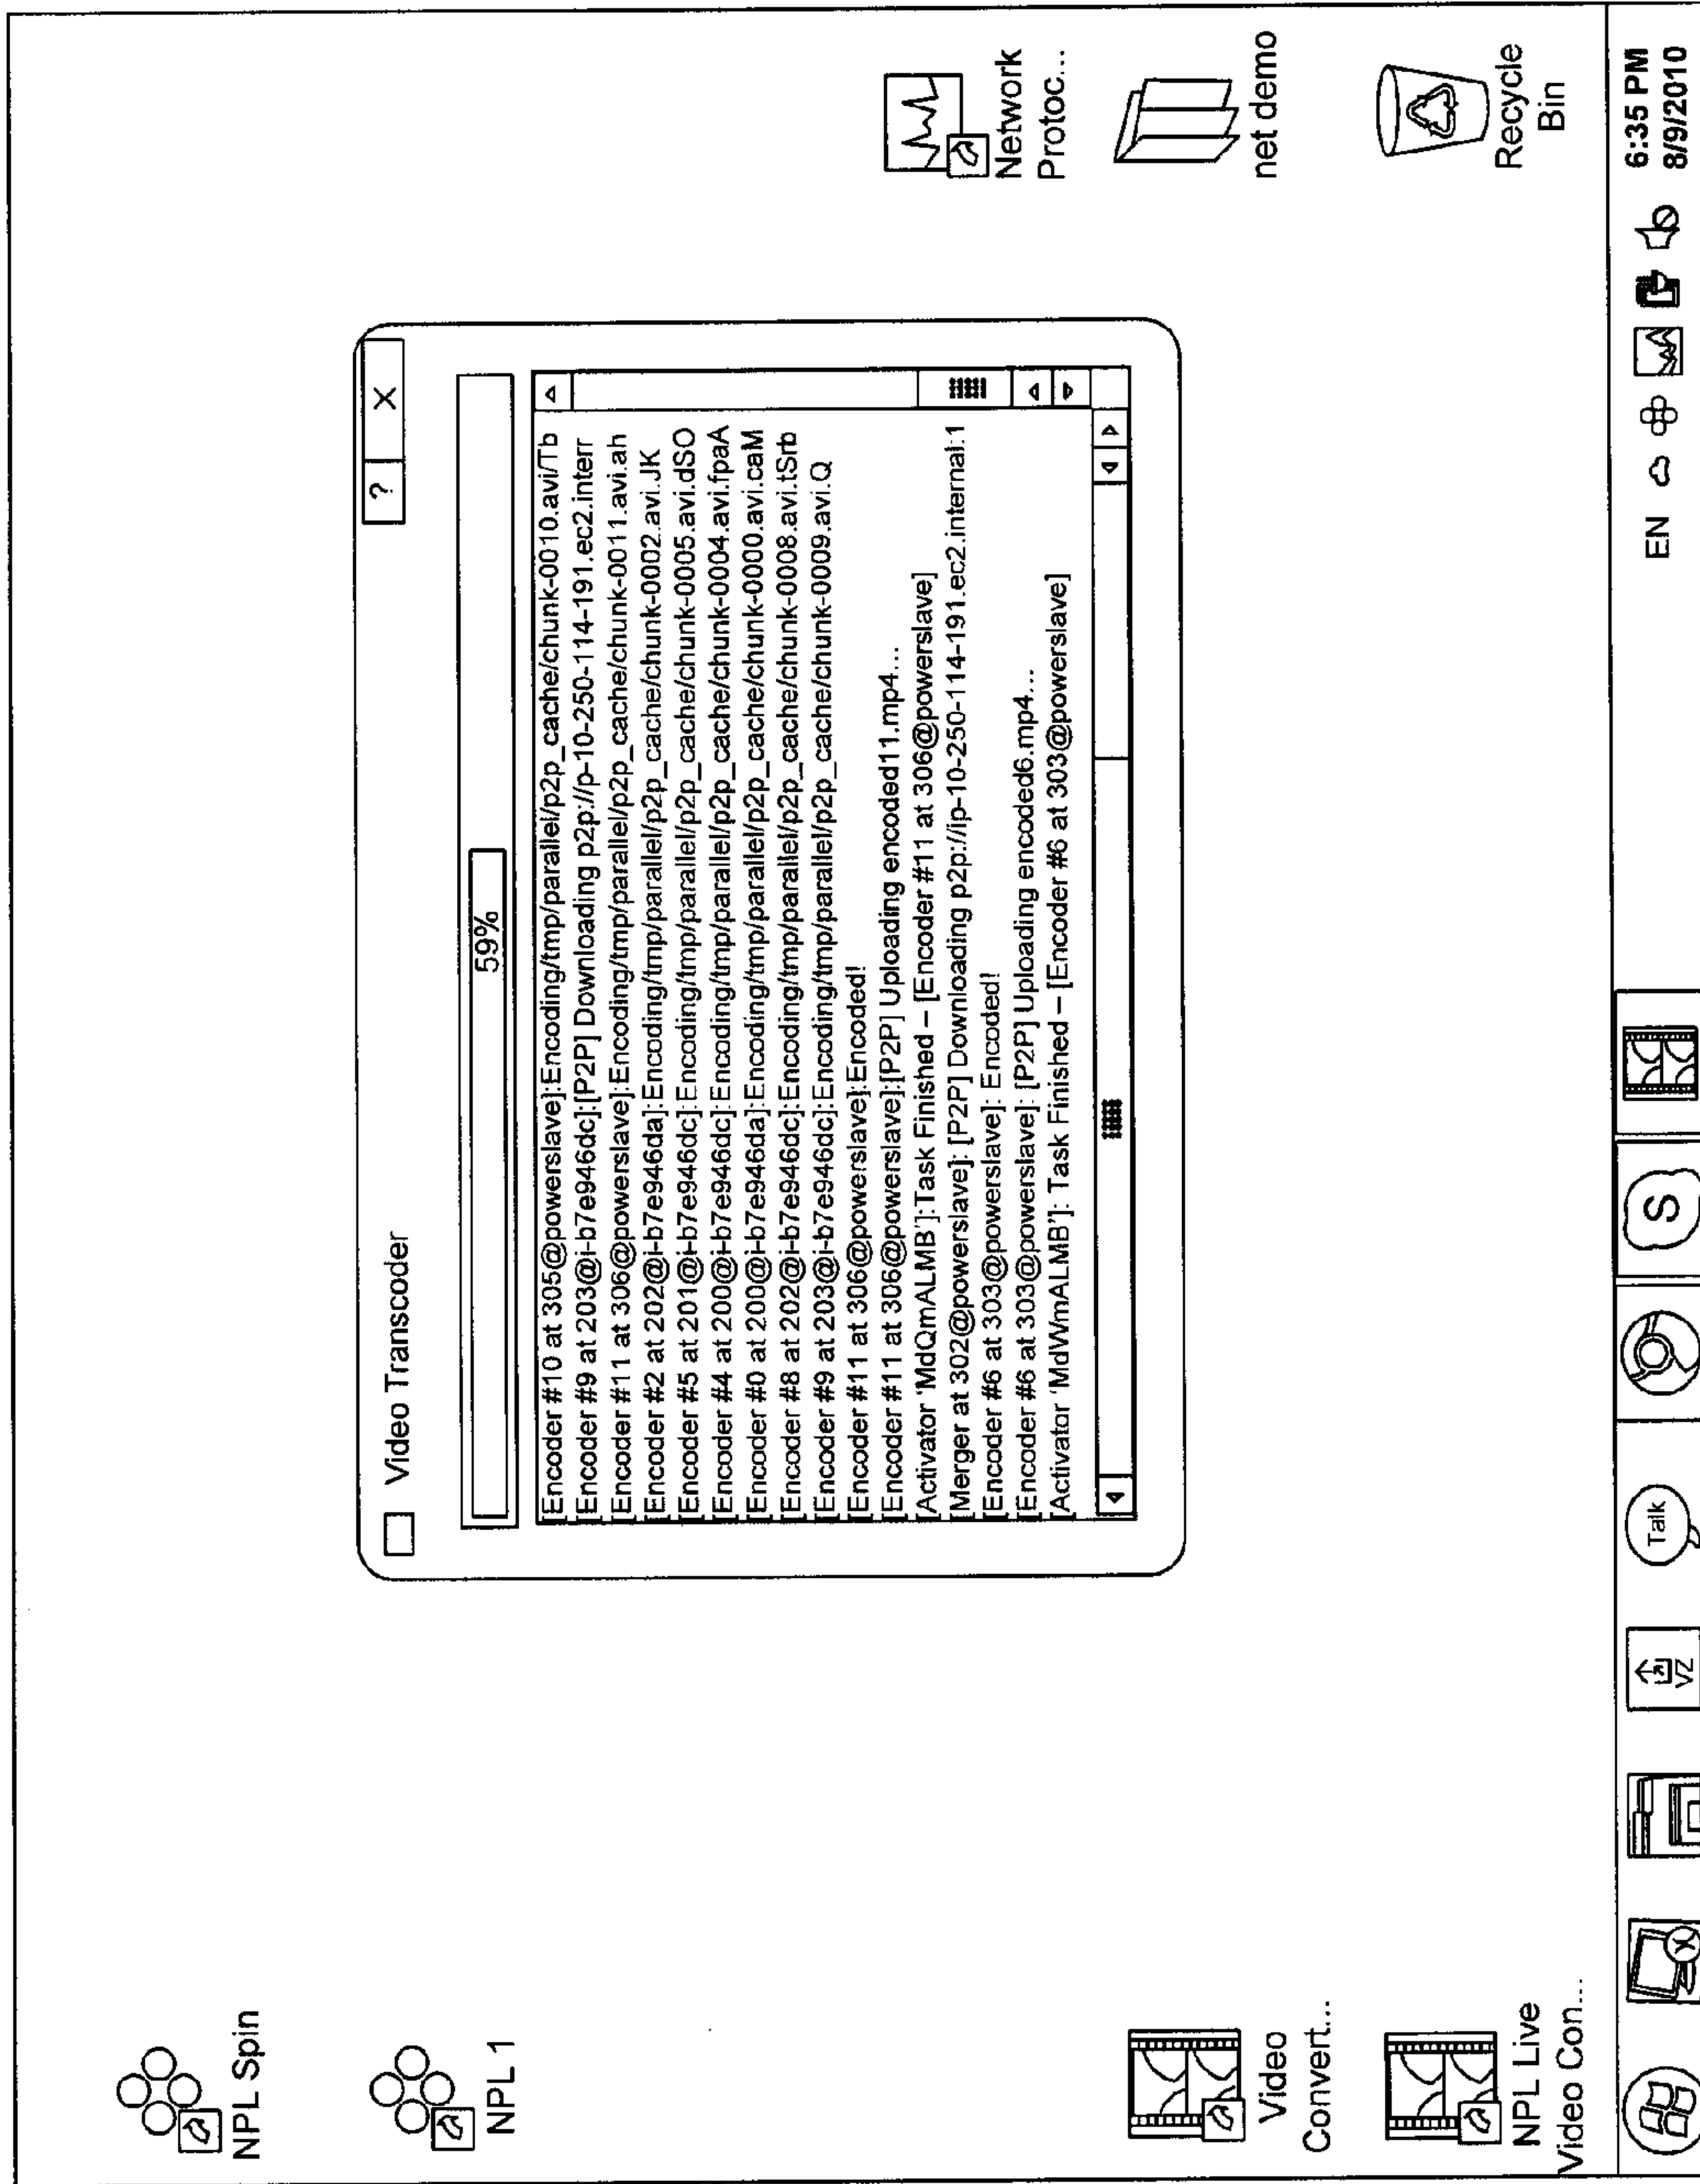 NPL Spin
NPL 1
Video
Convert...
NPL Live
Video Con...
Video Transcoder
? X
59%
[Encoder #10 at 305@powerslave]:Encoding/tmp/parallel/p2p_cache/chunk-0010.avi/Tb
[Encoder #9 at 203@i-b7e946dc]:[P2P] Downloading p2p://p-10-250-114-191.ec2.interr
[Encoder #11 at 306@powerslave]:Encoding/tmp/parallel/p2p_cache/chunk-0011.avi.ah
[Encoder #2 at 202@i-b7e946da]:Encoding/tmp/parallel/p2p_cache/chunk-0002.avi.JK
[Encoder #5 at 201@i-b7e946dc]:Encoding/tmp/parallel/p2p_cache/chunk-0005.avi.dSO
[Encoder #4 at 200@i-b7e946dc]:Encoding/tmp/parallel/p2p_cache/chunk-0004.avi.fpaA
[Encoder #0 at 200@i-b7e946da]:Encoding/tmp/parallel/p2p_cache/chunk-0000.avi.caM
[Encoder #8 at 202@i-b7e946dc]:Encoding/tmp/parallel/p2p_cache/chunk-0008.avi.tSrb
[Encoder #9 at 203@i-b7e946dc]:Encoding/tmp/parallel/p2p_cache/chunk-0009.avi.Q
[Encoder #11 at 306@powerslave]:Encoded!
[Encoder #11 at 306@powerslave]:[P2P] Uploading encoded11.mp4...
[Activator 'MdQmALMB']:Task Finished – [Encoder #11 at 306@powerslave]
[Merger at 302@powerslave]: [P2P] Downloading p2p://ip-10-250-114-191.ec2.internal:1
[Encoder #6 at 303@powerslave]: Encoded!
[Encoder #6 at 303@powerslave]: [P2P] Uploading encoded6.mp4...
[Activator 'MdWmALMB']: Task Finished – [Encoder #6 at 303@powerslave]
Network
Protoc...
net demo
Recycle
Bin
VZ
Talk
S
EN
6:35 PM
8/9/2010